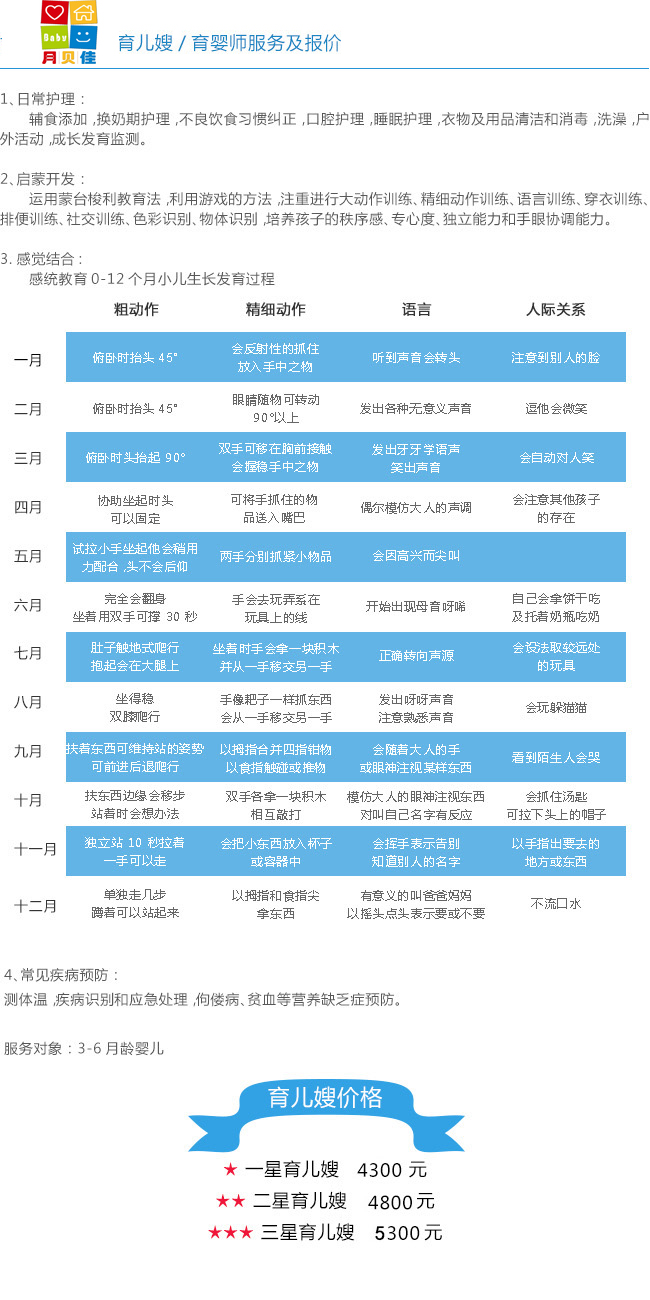 Baby
月贝佳
育儿嫂 / 育婴师服务及报价
1、日常护理：
辅食添加 ,换奶期护理 ,不良饮食习惯纠正 ,口腔护理 ,睡眠护理 ,衣物及用品清洁和消毒 ,洗澡 ,户
外活动 ,成长发育监测。
2、启蒙开发：
运用蒙台梭利教育法 ,利用游戏的方法 ,注重进行大动作训练、精细动作训练、语言训练、穿衣训练、
排便训练、社交训练、色彩识别、物体识别 ,培养孩子的秩序感、专心度、独立能力和手眼协调能力。
3. 感觉结合：
感统教育 0-12 个月小儿生长发育过程
粗动作 精细动作 语言 人际关系
一月 俯卧时抬头 45° 会反射性的抓住 听到声音会转头 注意到别人的脸
放入手中之物
二月 俯卧时抬头 45° 眼睛随物可转动 发出各种无意义声音 逗他会微笑
90°以上
三月 俯卧时头抬起 90° 双手可移在胸前接触 发出牙牙学语声 会自动对人笑
会握稳手中之物 笑出声音
四月 协助坐起时头 可将手抓住的物 偶尔模仿大人的声调 会注意其他孩子
可以固定 品送入嘴巴 的存在
五月 试拉小手坐起他会稍用 两手分别抓紧小物品 会因高兴而尖叫
力配合 ,头不会后仰
六月 完全会翻身 手会去玩弄系在 开始出现母音呀唏 自己会拿饼干吃
坐着用双手可撑 30 秒 玩具上的线 及托着奶瓶吃奶
七月 肚子触地式爬行 坐着时手会拿一块积木 正确转向声源 会设法取较远处
抱起会在大腿上 并从一手移交另一手 的玩具
八月 坐得稳 手像耙子一样抓东西 发出呀呀声音 会玩躲猫猫
双膝爬行 会从一手移交另一手 注意熟悉声音
九月 扶着东西可维持站的姿势 以拇指合并四指钳物 会随着大人的手 看到陌生人会哭
可前进后退爬行 以食指触碰或推物 或眼神注视某样东西
十月 扶东西边缘会移步 双手各拿一块积木 模仿大人的眼神注视东西 会抓住汤匙
站着时会想办法 相互敲打 对叫自己名字有反应 可拉下头上的帽子
十一月 独立站 10 秒拉着 会把小东西放入杯子 会挥手表示告别 以手指出要去的
一手可以走 或容器中 知道别人的名字 地方或东西
十二月 单独走几步 以拇指和食指尖 有意义的叫爸爸妈妈 不流口水
蹲着可以站起来 拿东西 以摇头点头表示要或不要
4、常见疾病预防：
测体温 ,疾病识别和应急处理 ,佝偻病、贫血等营养缺乏症预防。
服务对象：3-6 月龄婴儿
育儿嫂价格
★ 一星育儿嫂 4300 元
★★ 二星育儿嫂 4800元
★★★ 三星育儿嫂 5300元